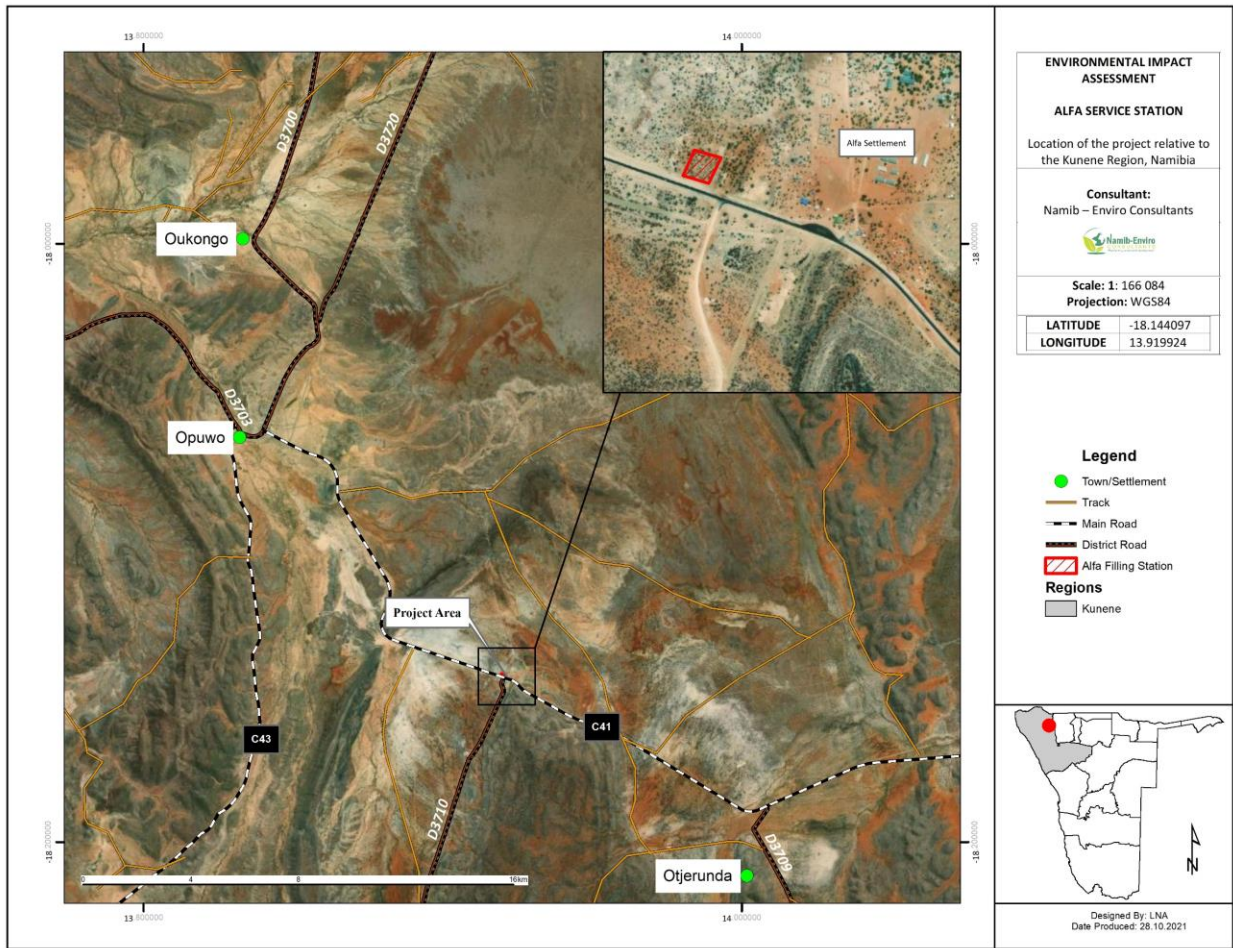 13.800000
14.000000
-18.000000
-18.000000
-18.200000
-18.200000
13.800000
14.000000
D3700
D3720
Oukongo
D3703
Opuwo
Alfa Settlement
Project Area
C43
C41
D3710
D3709
Otjerunda
0 4 8 16km
ENVIRONMENTAL IMPACT
ASSESSMENT
ALFA SERVICE STATION
Location of the project relative to
the Kunene Region, Namibia
Consultant:
Namib – Enviro Consultants
Namib-Enviro
CONSULTANTS
Scale: 1: 166 084
Projection: WGS84
LATITUDE -18.144097
LONGITUDE 13.919924
Legend
Town/Settlement
Track
Main Road
District Road
Alfa Filling Station
Regions
Kunene
N
Designed By: LNA
Date Produced: 28.10.2021